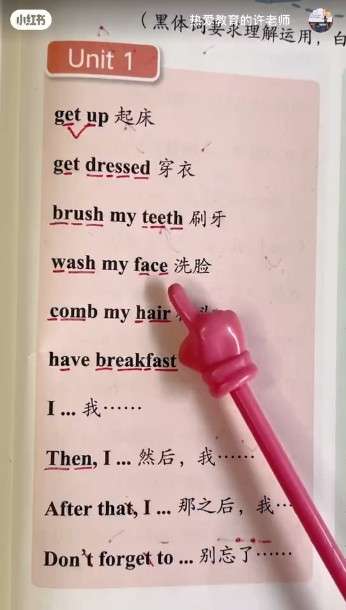 小红书
热爱教育的许老师
(黑体词要求理解运用，白
Unit 1
get up 起床
get dressed 穿衣
brush my teeth 刷牙
wash my face 洗脸
comb my hair
have breakfast
I ... 我……
Then, I ... 然后，我……
After that, I ... 那之后，我…
Don't forget to ... 别忘了……